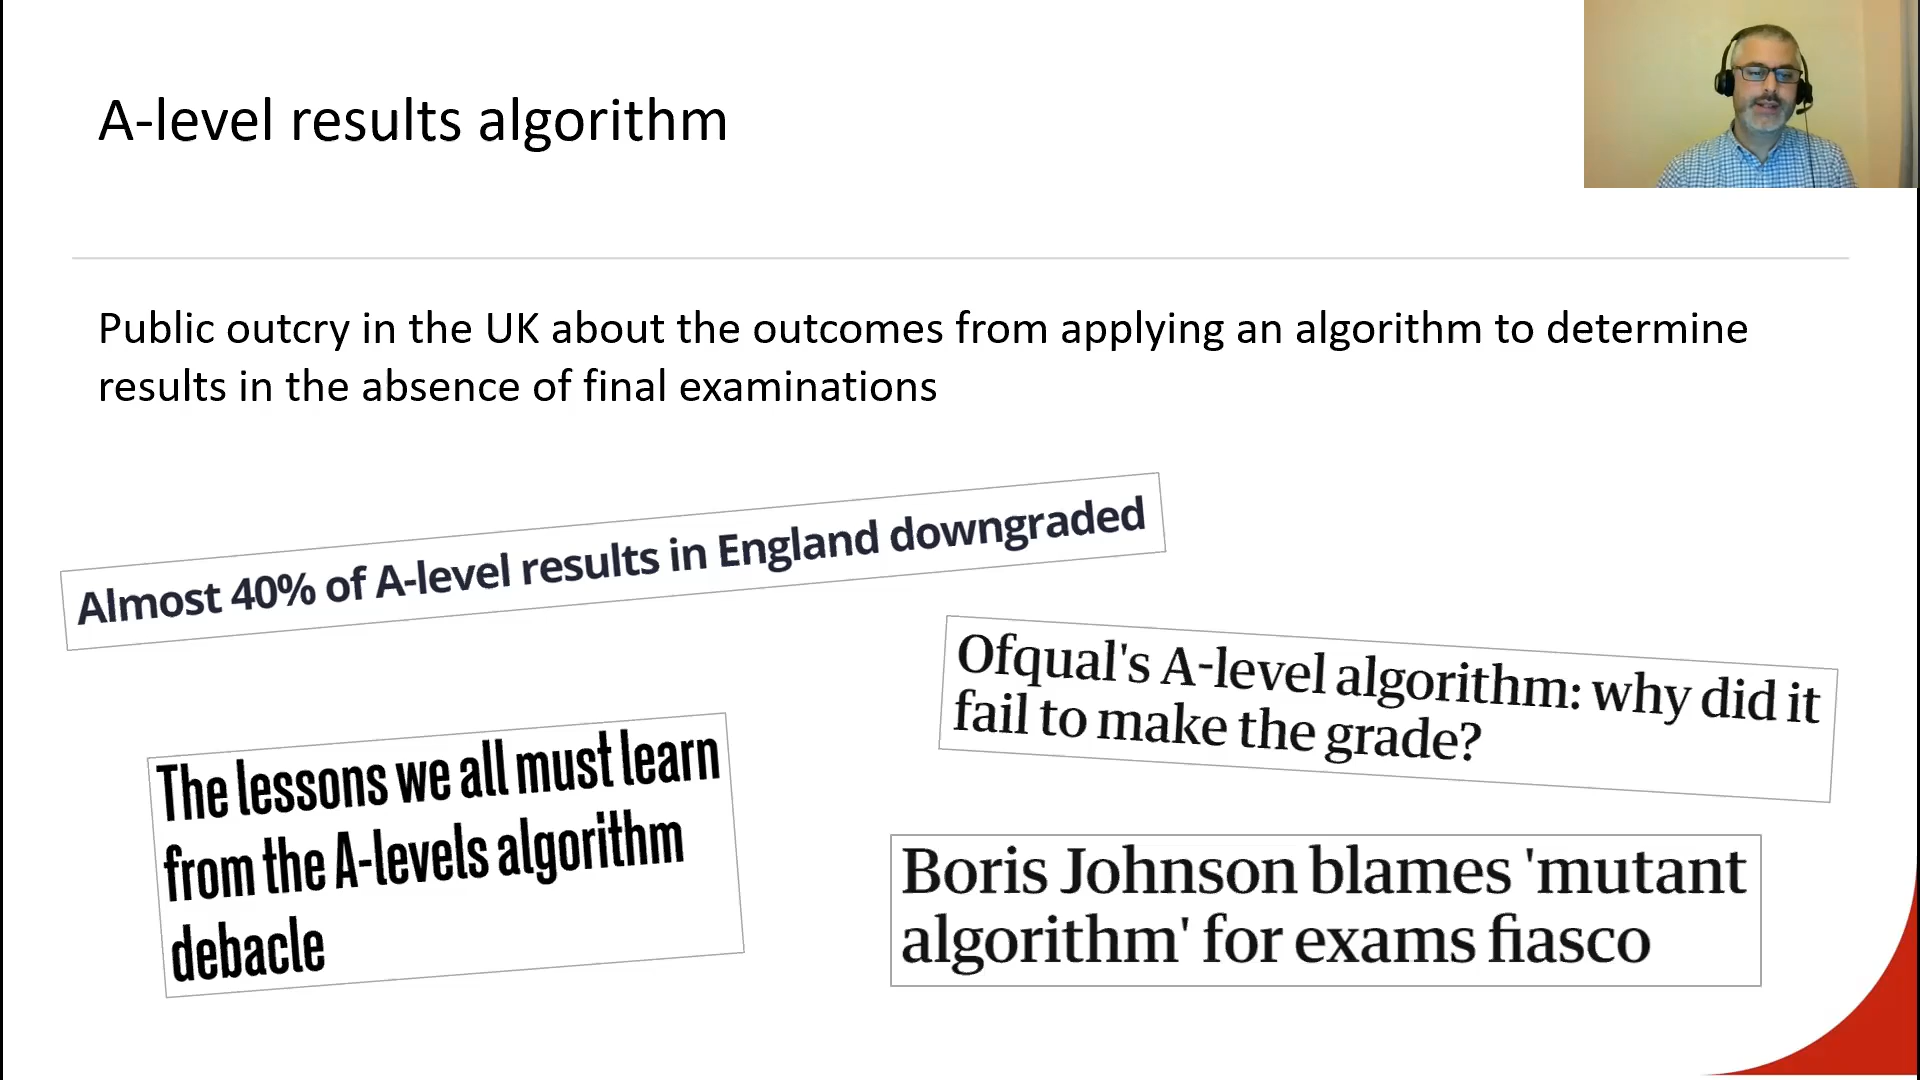 A-level results algorithm
Public outcry in the UK about the outcomes from applying an algorithm to determine
results in the absence of final examinations
Almost 40% of A-level results in England downgraded
Ofqual's A-level algorithm: why did it
fail to make the grade?
The lessons we all must learn
from the A-levels algorithm
debacle
Boris Johnson blames 'mutant
algorithm' for exams fiasco